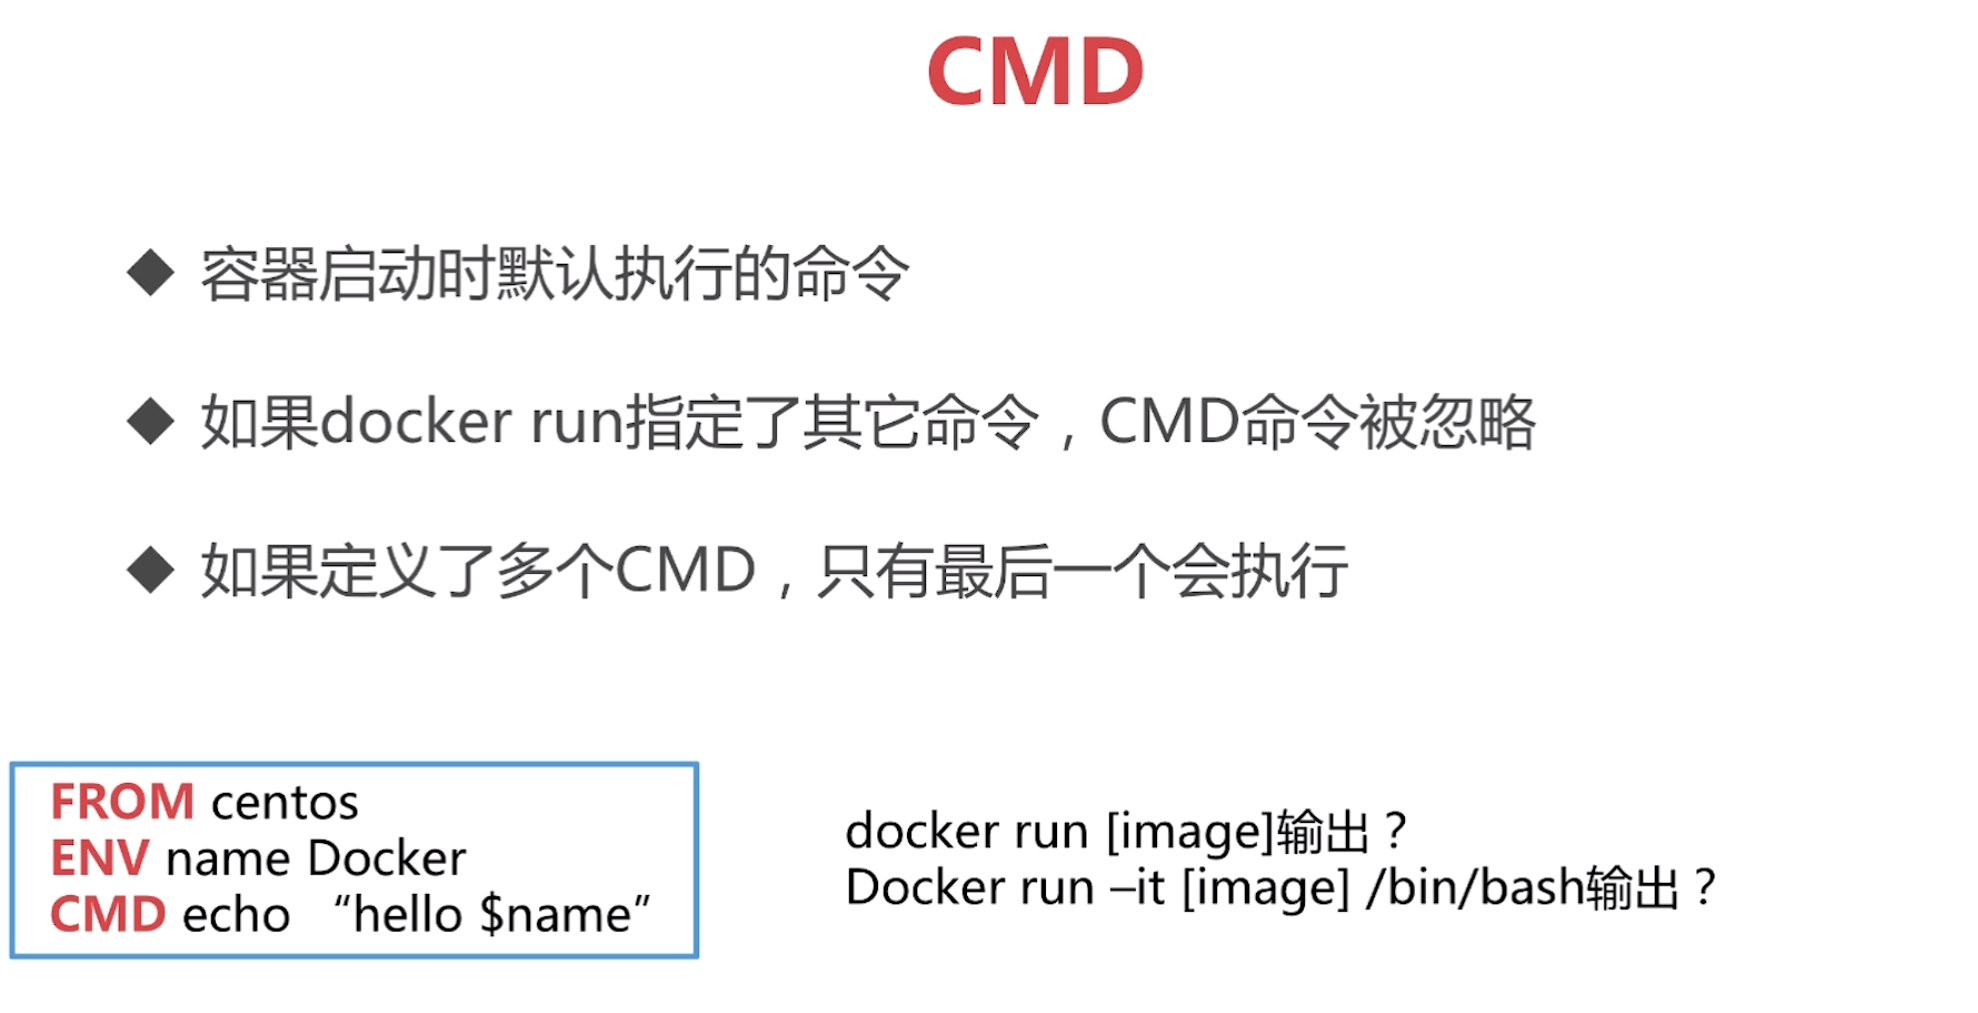 CMD
◆ 容器启动时默认执行的命令
◆ 如果docker run指定了其它命令，CMD命令被忽略
◆ 如果定义了多个CMD，只有最后一个会执行
FROM centos
ENV name Docker
CMD echo “hello $name”
docker run [image]输出？
Docker run –it [image] /bin/bash输出？